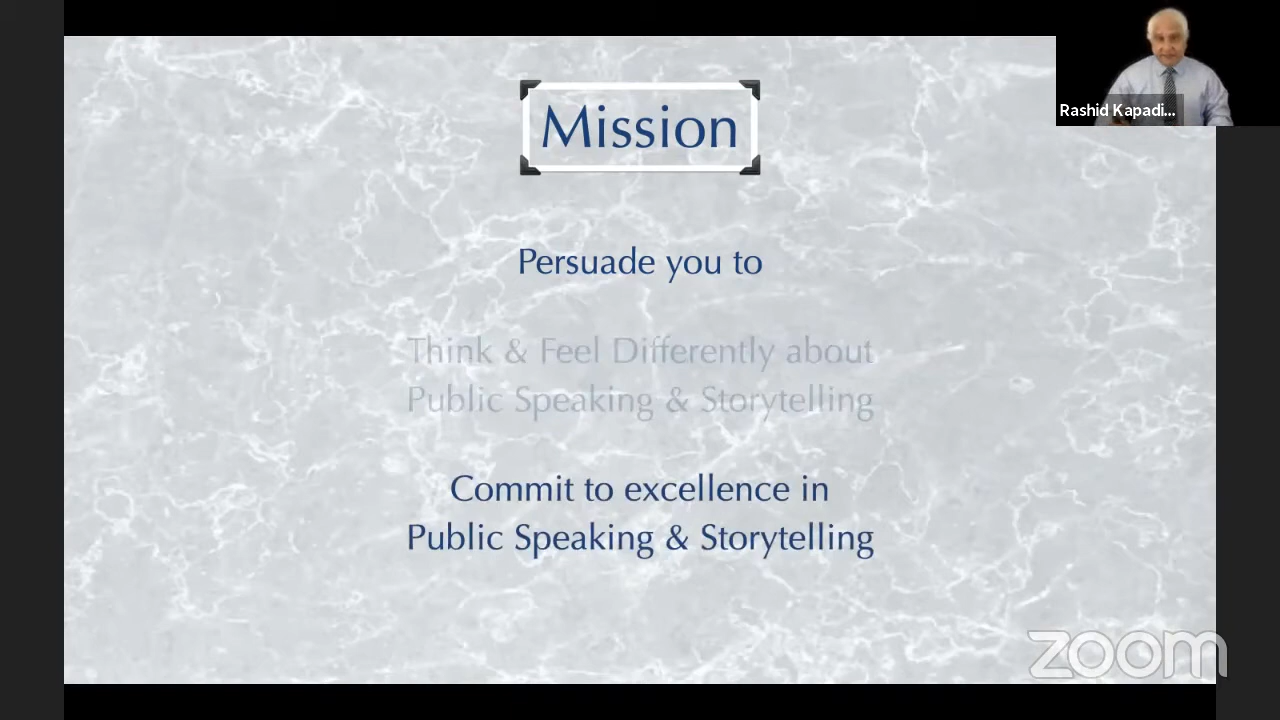 Mission
Rashid Kapadi...
Persuade you to
Think & Feel Differently about
Public Speaking & Storytelling
Commit to excellence in
Public Speaking & Storytelling
zoom